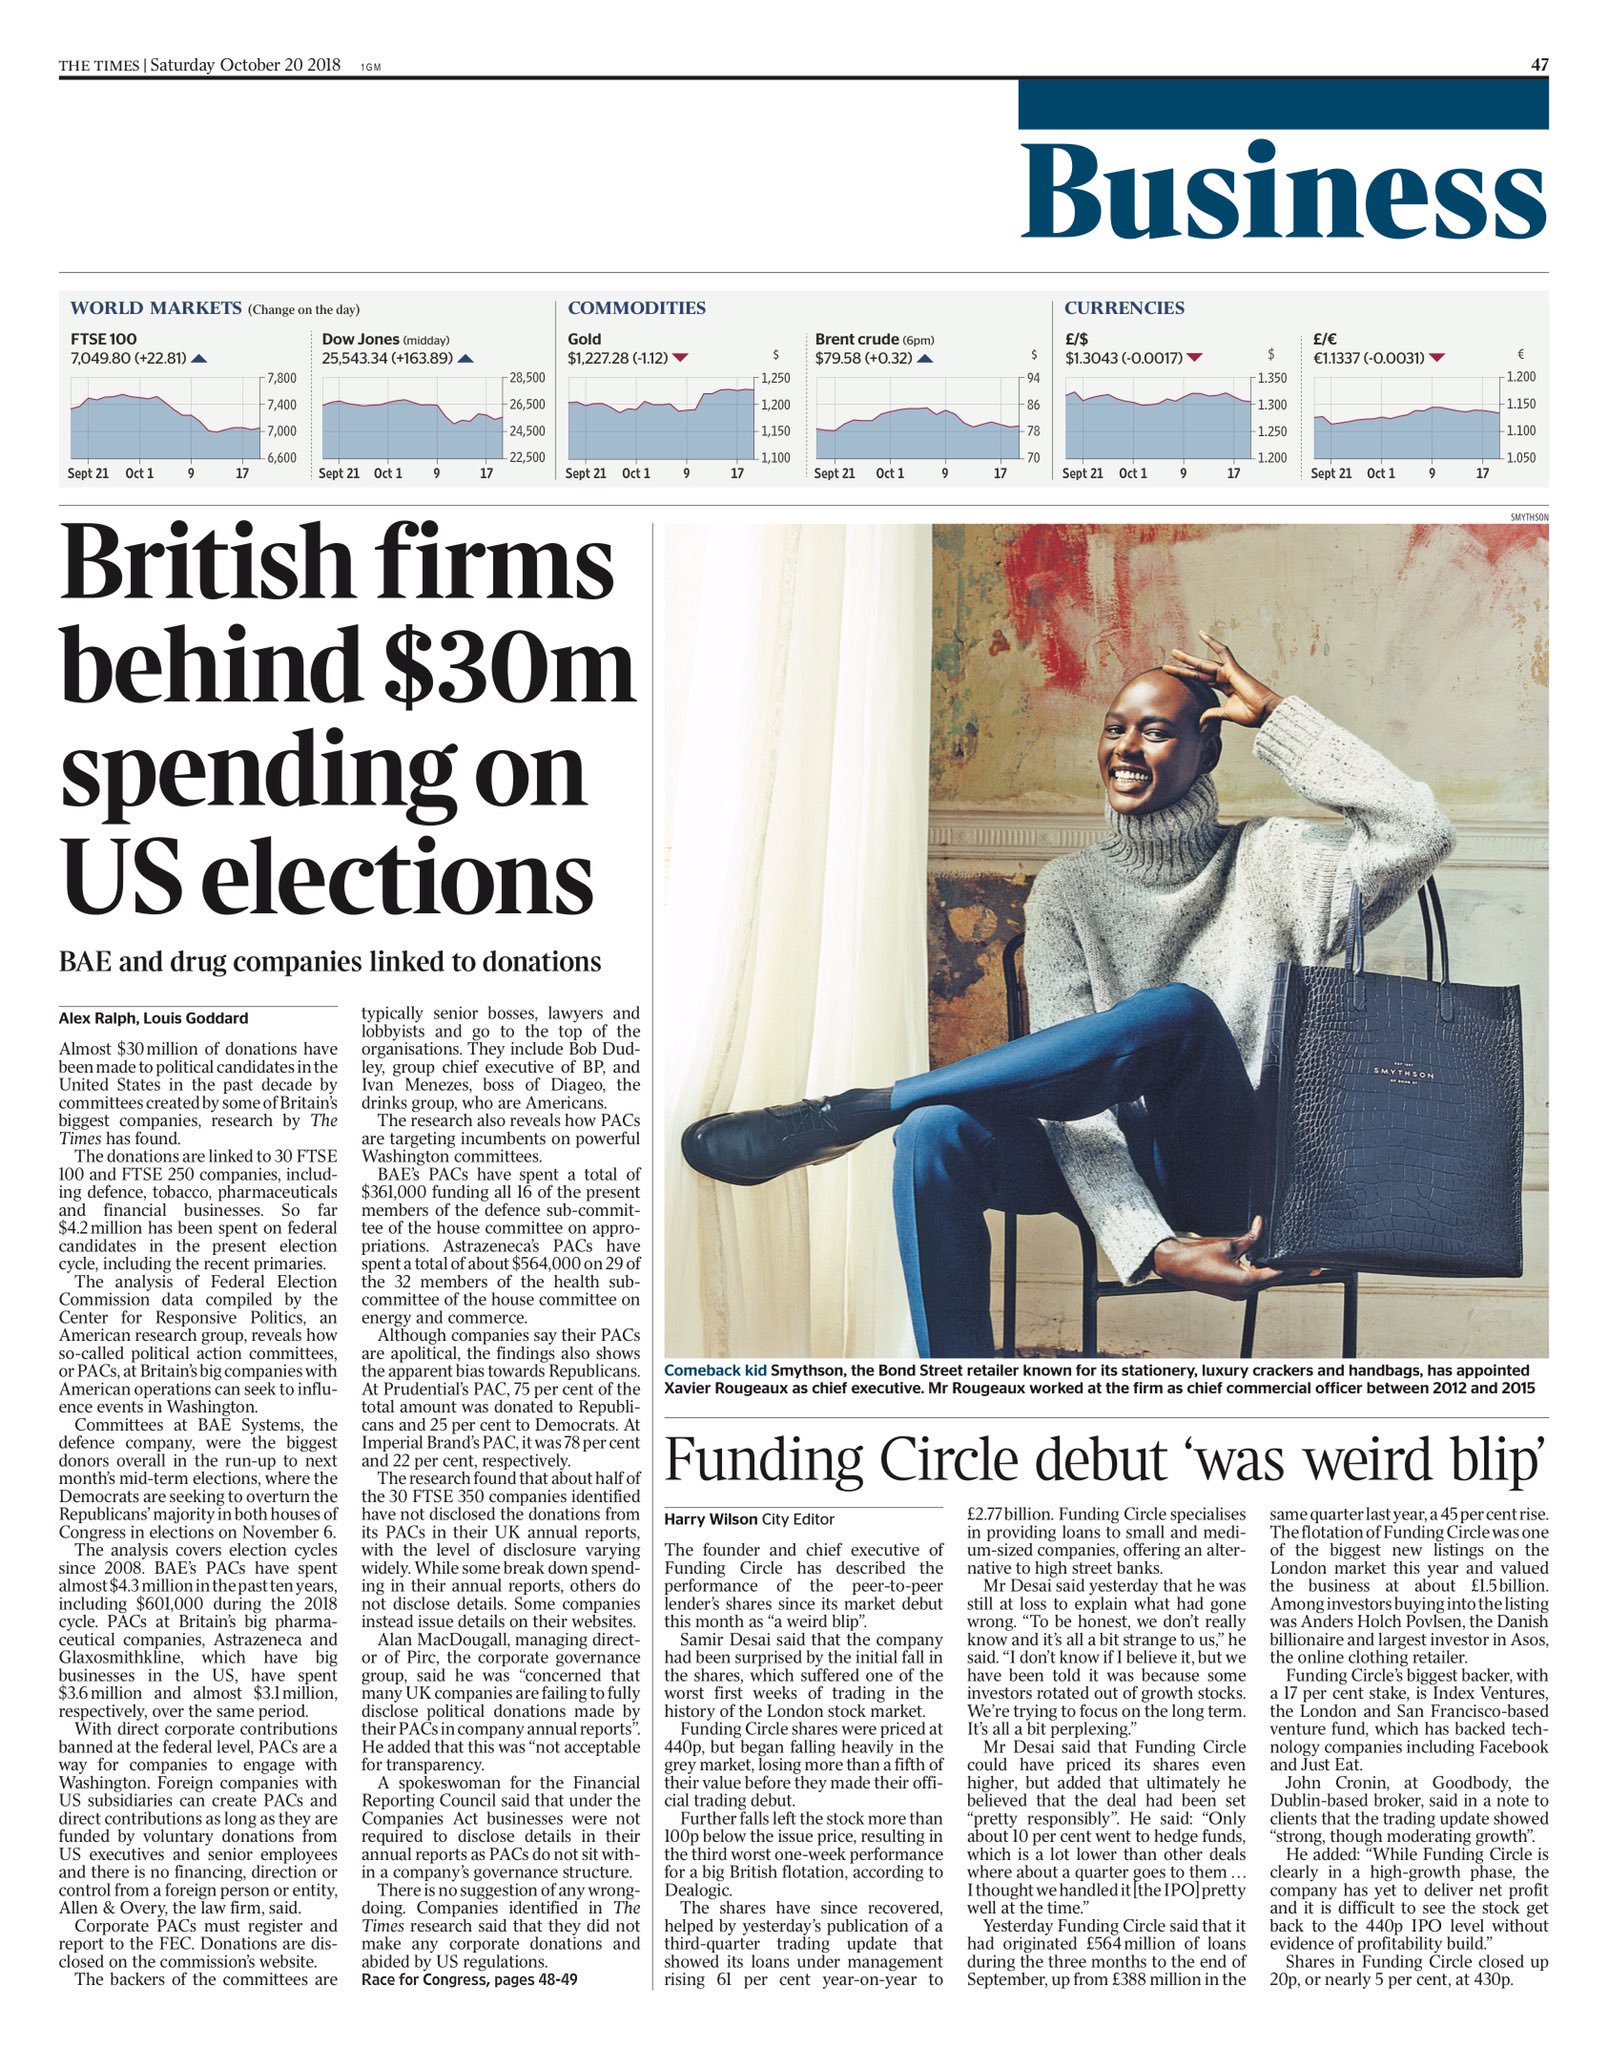 THE TIMES | Saturday October 20 2018 1GM
47
Business
WORLD MARKETS (Change on the day)
FTSE 100
7,049.80 (+22.81)
7,800
7,400
7,000
6,600
Sept 21 Oct 1 9 17
Dow Jones (midday)
25,543.34 (+163.89)
28,500
26,500
24,500
22,500
Sept 21 Oct 1 9 17
COMMODITIES
Gold
$1,227.28 (-1.12)
$
1,250
1,200
1,150
1,100
Sept 21 Oct 1 9 17
Brent crude (6pm)
$79.58 (+0.32)
$
94
86
78
70
Sept 21 Oct 1 9 17
CURRENCIES
£/$
$1.3043 (-0.0017)
$
1.350
1.300
1.250
1.200
Sept 21 Oct 1 9 17
£/€
€1.1337 (-0.0031)
€
1.200
1.150
1.100
1.050
Sept 21 Oct 1 9 17
British firms
behind $30m
spending on
US elections
BAE and drug companies linked to donations
Alex Ralph, Louis Goddard
Almost $30 million of donations have
been made to political candidates in the
United States in the past decade by
committees created by some of Britain's
biggest companies, research by The
Times has found.
The donations are linked to 30 FTSE
100 and FTSE 250 companies, includ-
ing defence, tobacco, pharmaceuticals
and financial businesses. So far
$4.2 million has been spent on federal
candidates in the present election
cycle, including the recent primaries.
The analysis of Federal Election
Commission data compiled by the
Center for Responsive Politics, an
American research group, reveals how
so-called political action committees,
or PACs, at Britain's big companies with
American operations can seek to influ-
ence events in Washington.
Committees at BAE Systems, the
defence company, were the biggest
donors overall in the run-up to next
month's mid-term elections, where the
Democrats are seeking to overturn the
Republicans' majority in both houses of
Congress in elections on November 6.
The analysis covers election cycles
since 2008. BAE's PACs have spent
almost $4.3 million in the past ten years,
including $601,000 during the 2018
cycle. PACs at Britain's big pharma-
ceutical companies, Astrazeneca and
Glaxosmithkline, which have big
businesses in the US, have spent
$3.6 million and almost $3.1 million,
respectively, over the same period.
With direct corporate contributions
banned at the federal level, PACs are a
way for companies to engage with
Washington. Foreign companies with
US subsidiaries can create PACs and
direct contributions as long as they are
funded by voluntary donations from
US executives and senior employees
and there is no financing, direction or
control from a foreign person or entity,
Allen & Overy, the law firm, said.
Corporate PACs must register and
report to the FEC. Donations are dis-
closed on the commission's website.
The backers of the committees are
typically senior bosses, lawyers and
lobbyists and go to the top of the
organisations. They include Bob Dud-
ley, group chief executive of BP, and
Ivan Menezes, boss of Diageo, the
drinks group, who are Americans.
The research also reveals how PACs
are targeting incumbents on powerful
Washington committees.
BAE'S PACs have spent a total of
$361,000 funding all 16 of the present
members of the defence sub-commit-
tee of the house committee on appro-
priations. Astrazeneca's PACs have
spent a total of about $564,000 on 29 of
the 32 members of the health sub-
committee of the house committee on
energy and commerce.
Although companies say their PACs
are apolitical, the findings also shows
the apparent bias towards Republicans.
At Prudential's PAC, 75 per cent of the
total amount was donated to Republi-
cans and 25 per cent to Democrats. At
Imperial Brand's PAC, it was 78 per cent
and 22 per cent, respectively.
The research found that about half of
the 30 FTSE 350 companies identified
have not disclosed the donations from
its PACs in their UK annual reports,
with the level of disclosure varying
widely. While some break down spend-
ing in their annual reports, others do
not disclose details. Some companies
instead issue details on their websites.
Alan MacDougall, managing direct-
or of Pirc, the corporate governance
group, said he was “concerned that
many UK companies are failing to fully
disclose political donations made by
their PACs in company annual reports”.
He added that this was “not acceptable
for transparency.
A spokeswoman for the Financial
Reporting Council said that under the
Companies Act businesses were not
required to disclose details in their
annual reports as PACs do not sit with-
in a company's governance structure.
There is no suggestion of any wrong-
doing. Companies identified in The
Times research said that they did not
make any corporate donations and
abided by US regulations.
Race for Congress, pages 48-49
SMYTHSON
EST 1887
SMYTHSON
OF BOND ST
Comeback kid Smythson, the Bond Street retailer known for its stationery, luxury crackers and handbags, has appointed
Xavier Rougeaux as chief executive. Mr Rougeaux worked at the firm as chief commercial officer between 2012 and 2015
Funding Circle debut ‘was weird blip’
Harry Wilson City Editor
The founder and chief executive of
Funding Circle has described the
performance of the peer-to-peer
lender's shares since its market debut
this month as “a weird blip”.
Samir Desai said that the company
had been surprised by the initial fall in
the shares, which suffered one of the
worst first weeks of trading in the
history of the London stock market.
Funding Circle shares were priced at
440p, but began falling heavily in the
grey market, losing more than a fifth of
their value before they made their offi-
cial trading debut.
Further falls left the stock more than
100p below the issue price, resulting in
the third worst one-week performance
for a big British flotation, according to
Dealogic.
The shares have since recovered,
helped by yesterday's publication of a
third-quarter trading update that
showed its loans under management
rising 61 per cent year-on-year to
£2.77 billion. Funding Circle specialises
in providing loans to small and medi-
um-sized companies, offering an alter-
native to high street banks.
Mr Desai said yesterday that he was
still at loss to explain what had gone
wrong. “To be honest, we don't really
know and it's all a bit strange to us,” he
said. “I don't know if I believe it, but we
have been told it was because some
investors rotated out of growth stocks.
We're trying to focus on the long term.
It's all a bit perplexing.”
Mr Desai said that Funding Circle
could have priced its shares even
higher, but added that ultimately he
believed that the deal had been set
“pretty responsibly”. He said: “Only
about 10 per cent went to hedge funds,
which is a lot lower than other deals
where about a quarter goes to them ...
I thought we handled it [the IPO] pretty
well at the time.”
Yesterday Funding Circle said that it
had originated £564 million of loans
during the three months to the end of
September, up from £388 million in the
same quarter last year, a 45 per cent rise.
The flotation of Funding Circle was one
of the biggest new listings on the
London market this year and valued
the business at about £1.5 billion.
Among investors buying into the listing
was Anders Holch Povlsen, the Danish
billionaire and largest investor in Asos,
the online clothing retailer.
Funding Circle's biggest backer, with
a 17 per cent stake, is Index Ventures,
the London and San Francisco-based
venture fund, which has backed tech-
nology companies including Facebook
and Just Eat.
John Cronin, at Goodbody, the
Dublin-based broker, said in a note to
clients that the trading update showed
“strong, though moderating growth”.
He added: “While Funding Circle is
clearly in a high-growth phase, the
company has yet to deliver net profit
and it is difficult to see the stock get
back to the 440p IPO level without
evidence of profitability build.”
Shares in Funding Circle closed up
20p, or nearly 5 per cent, at 430p.